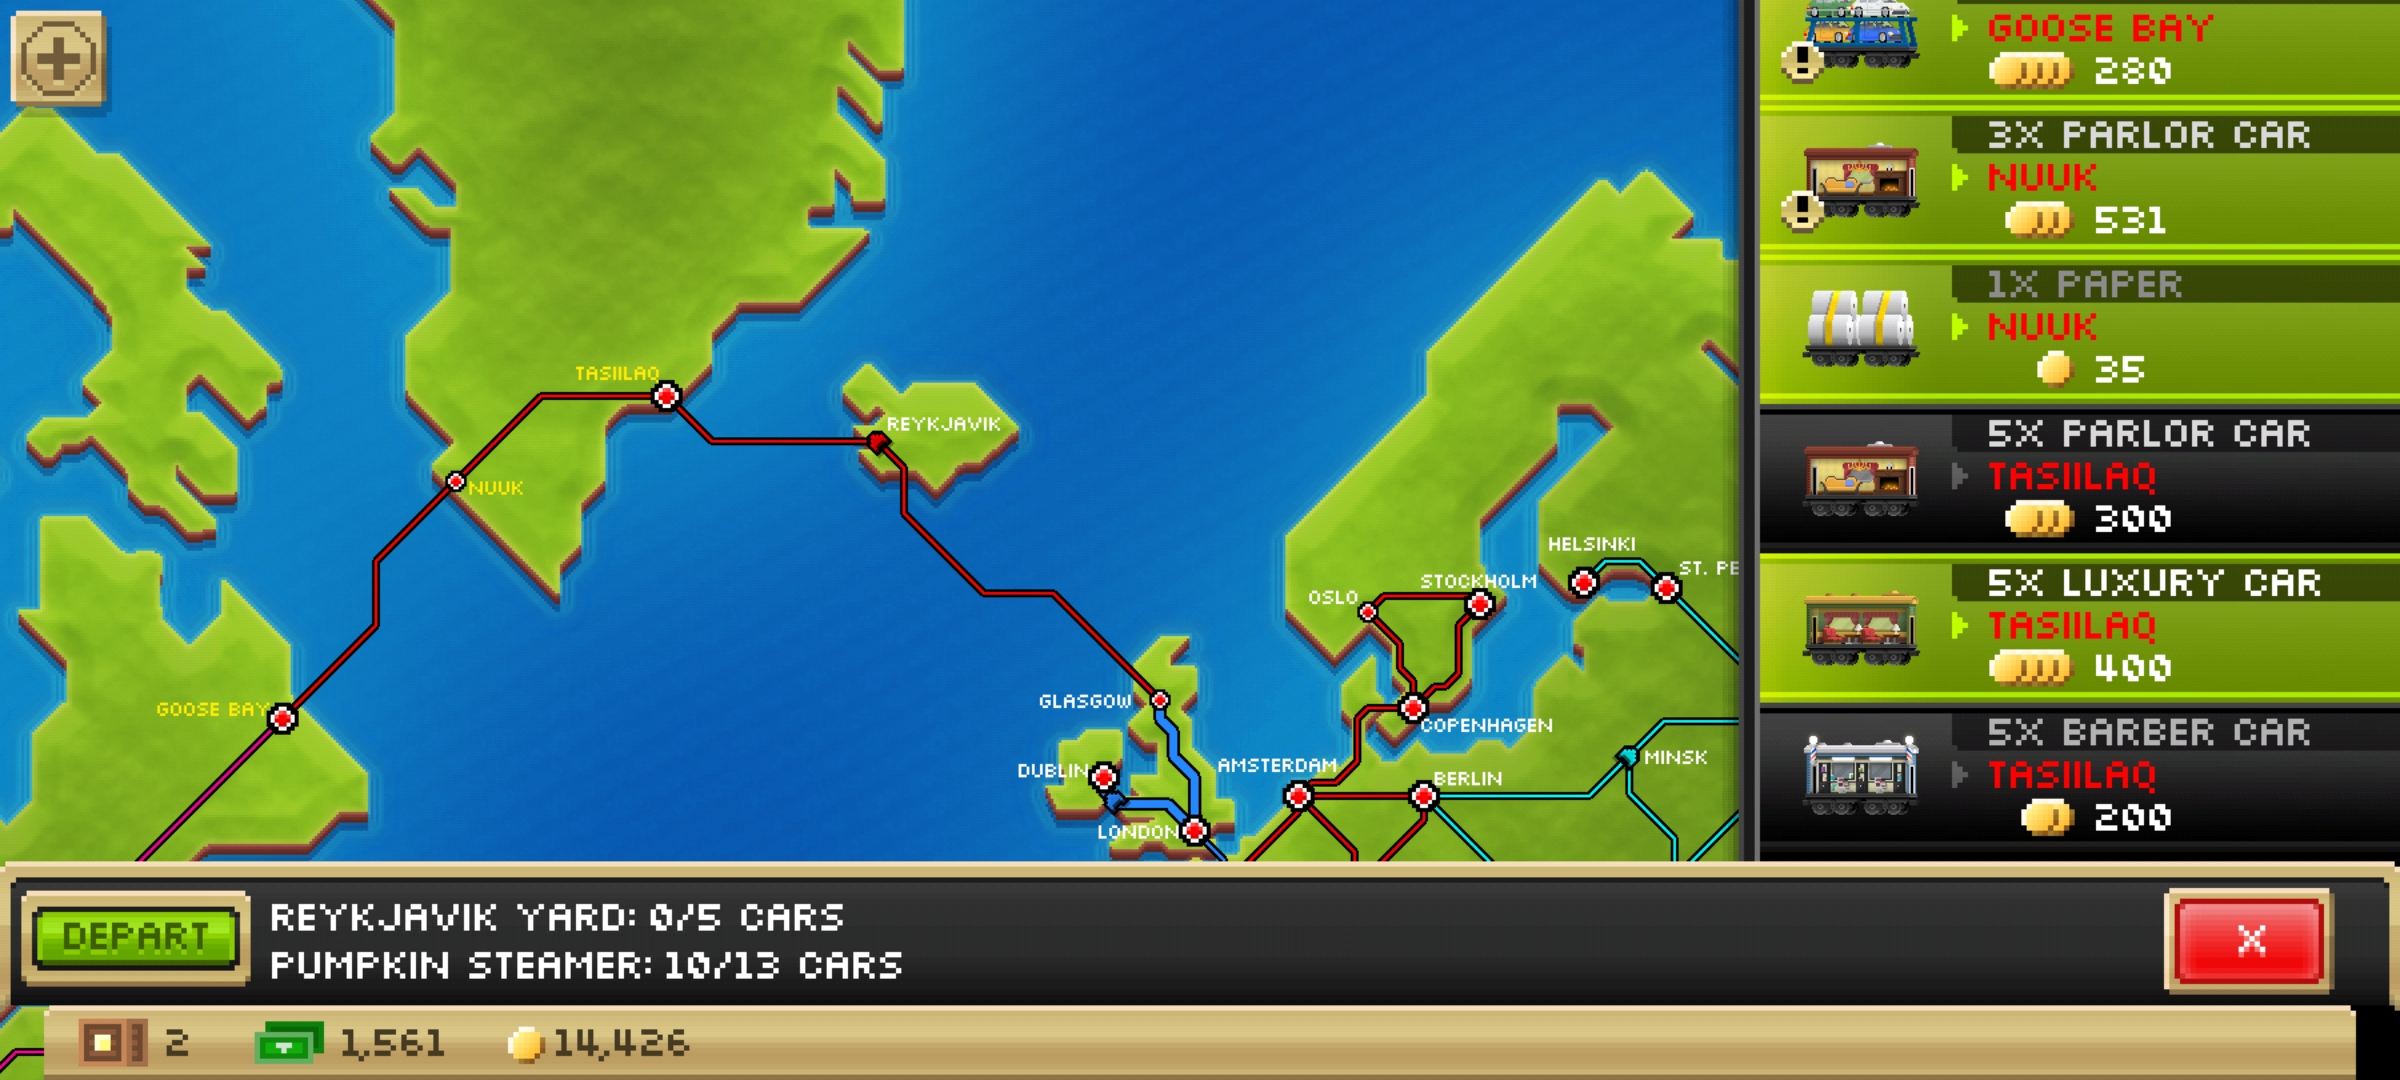 TASIILAQ
REYKJAVIK
NUUK
HELSINKI
ST. PE
STOCKHOLM
OSLO
GLASGOW
GOOSE BAY
COPENHAGEN
AMSTERDAM
MINSK
DUBLIN
BERLIN
LONDON
GOOSE BAY
280
3X PARLOR CAR
NUUK
531
1X PAPER
NUUK
35
5X PARLOR CAR
TASIILAQ
300
5X LUXURY CAR
TASIILAQ
400
5X BARBER CAR
TASIILAQ
200
DEPART
REYKJAVIK YARD: 0/5 CARS
PUMPKIN STEAMER: 10/13 CARS
X
2
1,561
14,426